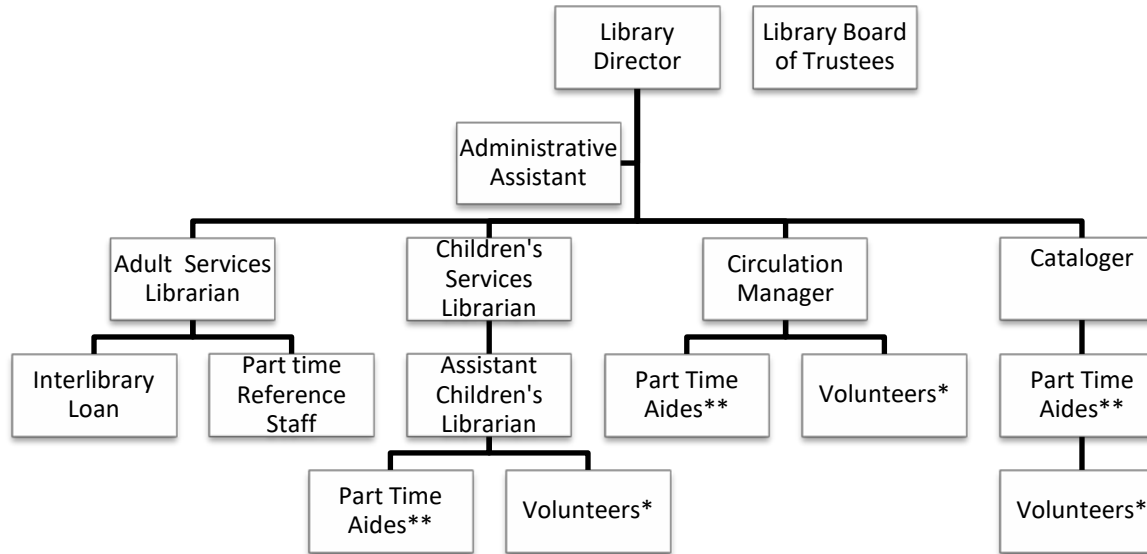 Library
Director
Library Board
of Trustees
Administrative
Assistant
Adult  Services
Librarian
Children's
Services
Librarian
Circulation
Manager
Cataloger
Interlibrary
Loan
Part time
Reference
Staff
Assistant
Children's
Librarian
Part Time
Aides**
Volunteers*
Part Time
Aides**
Part Time
Aides**
Volunteers*
Volunteers*